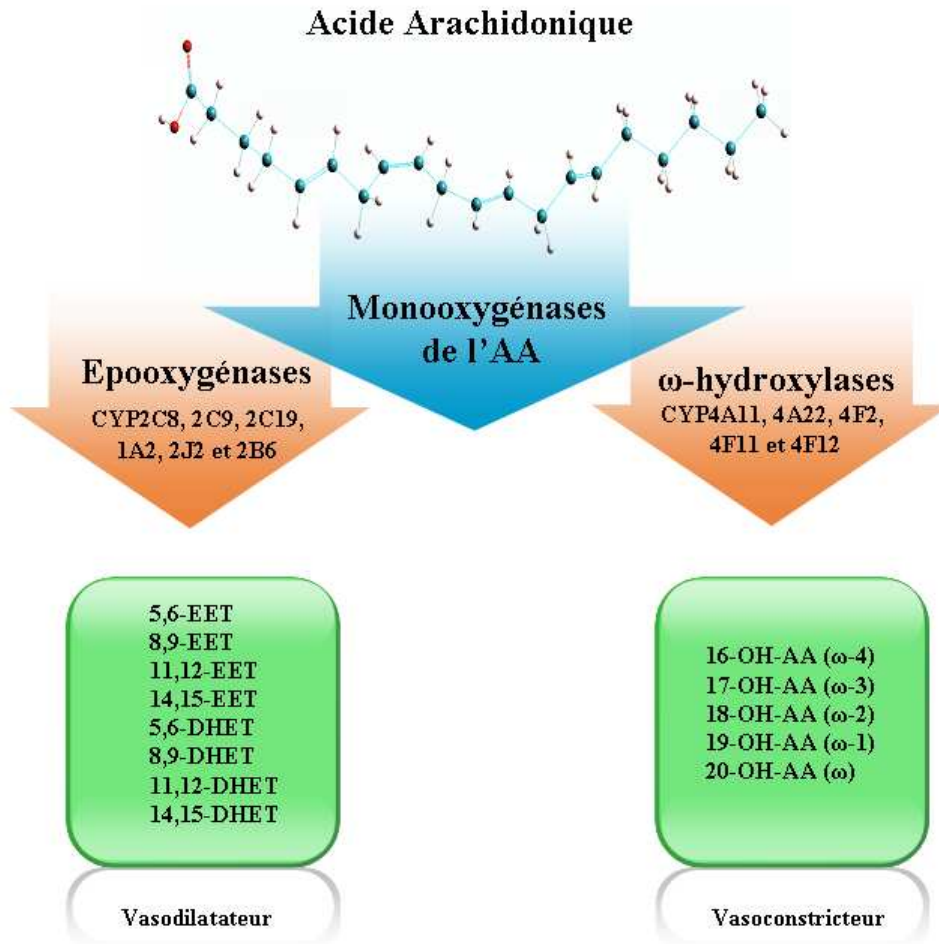 Acide Arachidonique
Monooxygénases
de l'AA
Epooxygénases
CYP2C8, 2C9, 2C19,
1A2, 2J2 et 2B6
ω-hydroxylases
CYP4A11, 4A22, 4F2,
4F11 et 4F12
5,6-EET
8,9-EET
11,12-EET
14,15-EET
5,6-DHET
8,9-DHET
11,12-DHET
14,15-DHET
Vasodilatateur
16-OH-AA (ω-4)
17-OH-AA (ω-3)
18-OH-AA (ω-2)
19-OH-AA (ω-1)
20-OH-AA (ω)
Vasoconstricteur